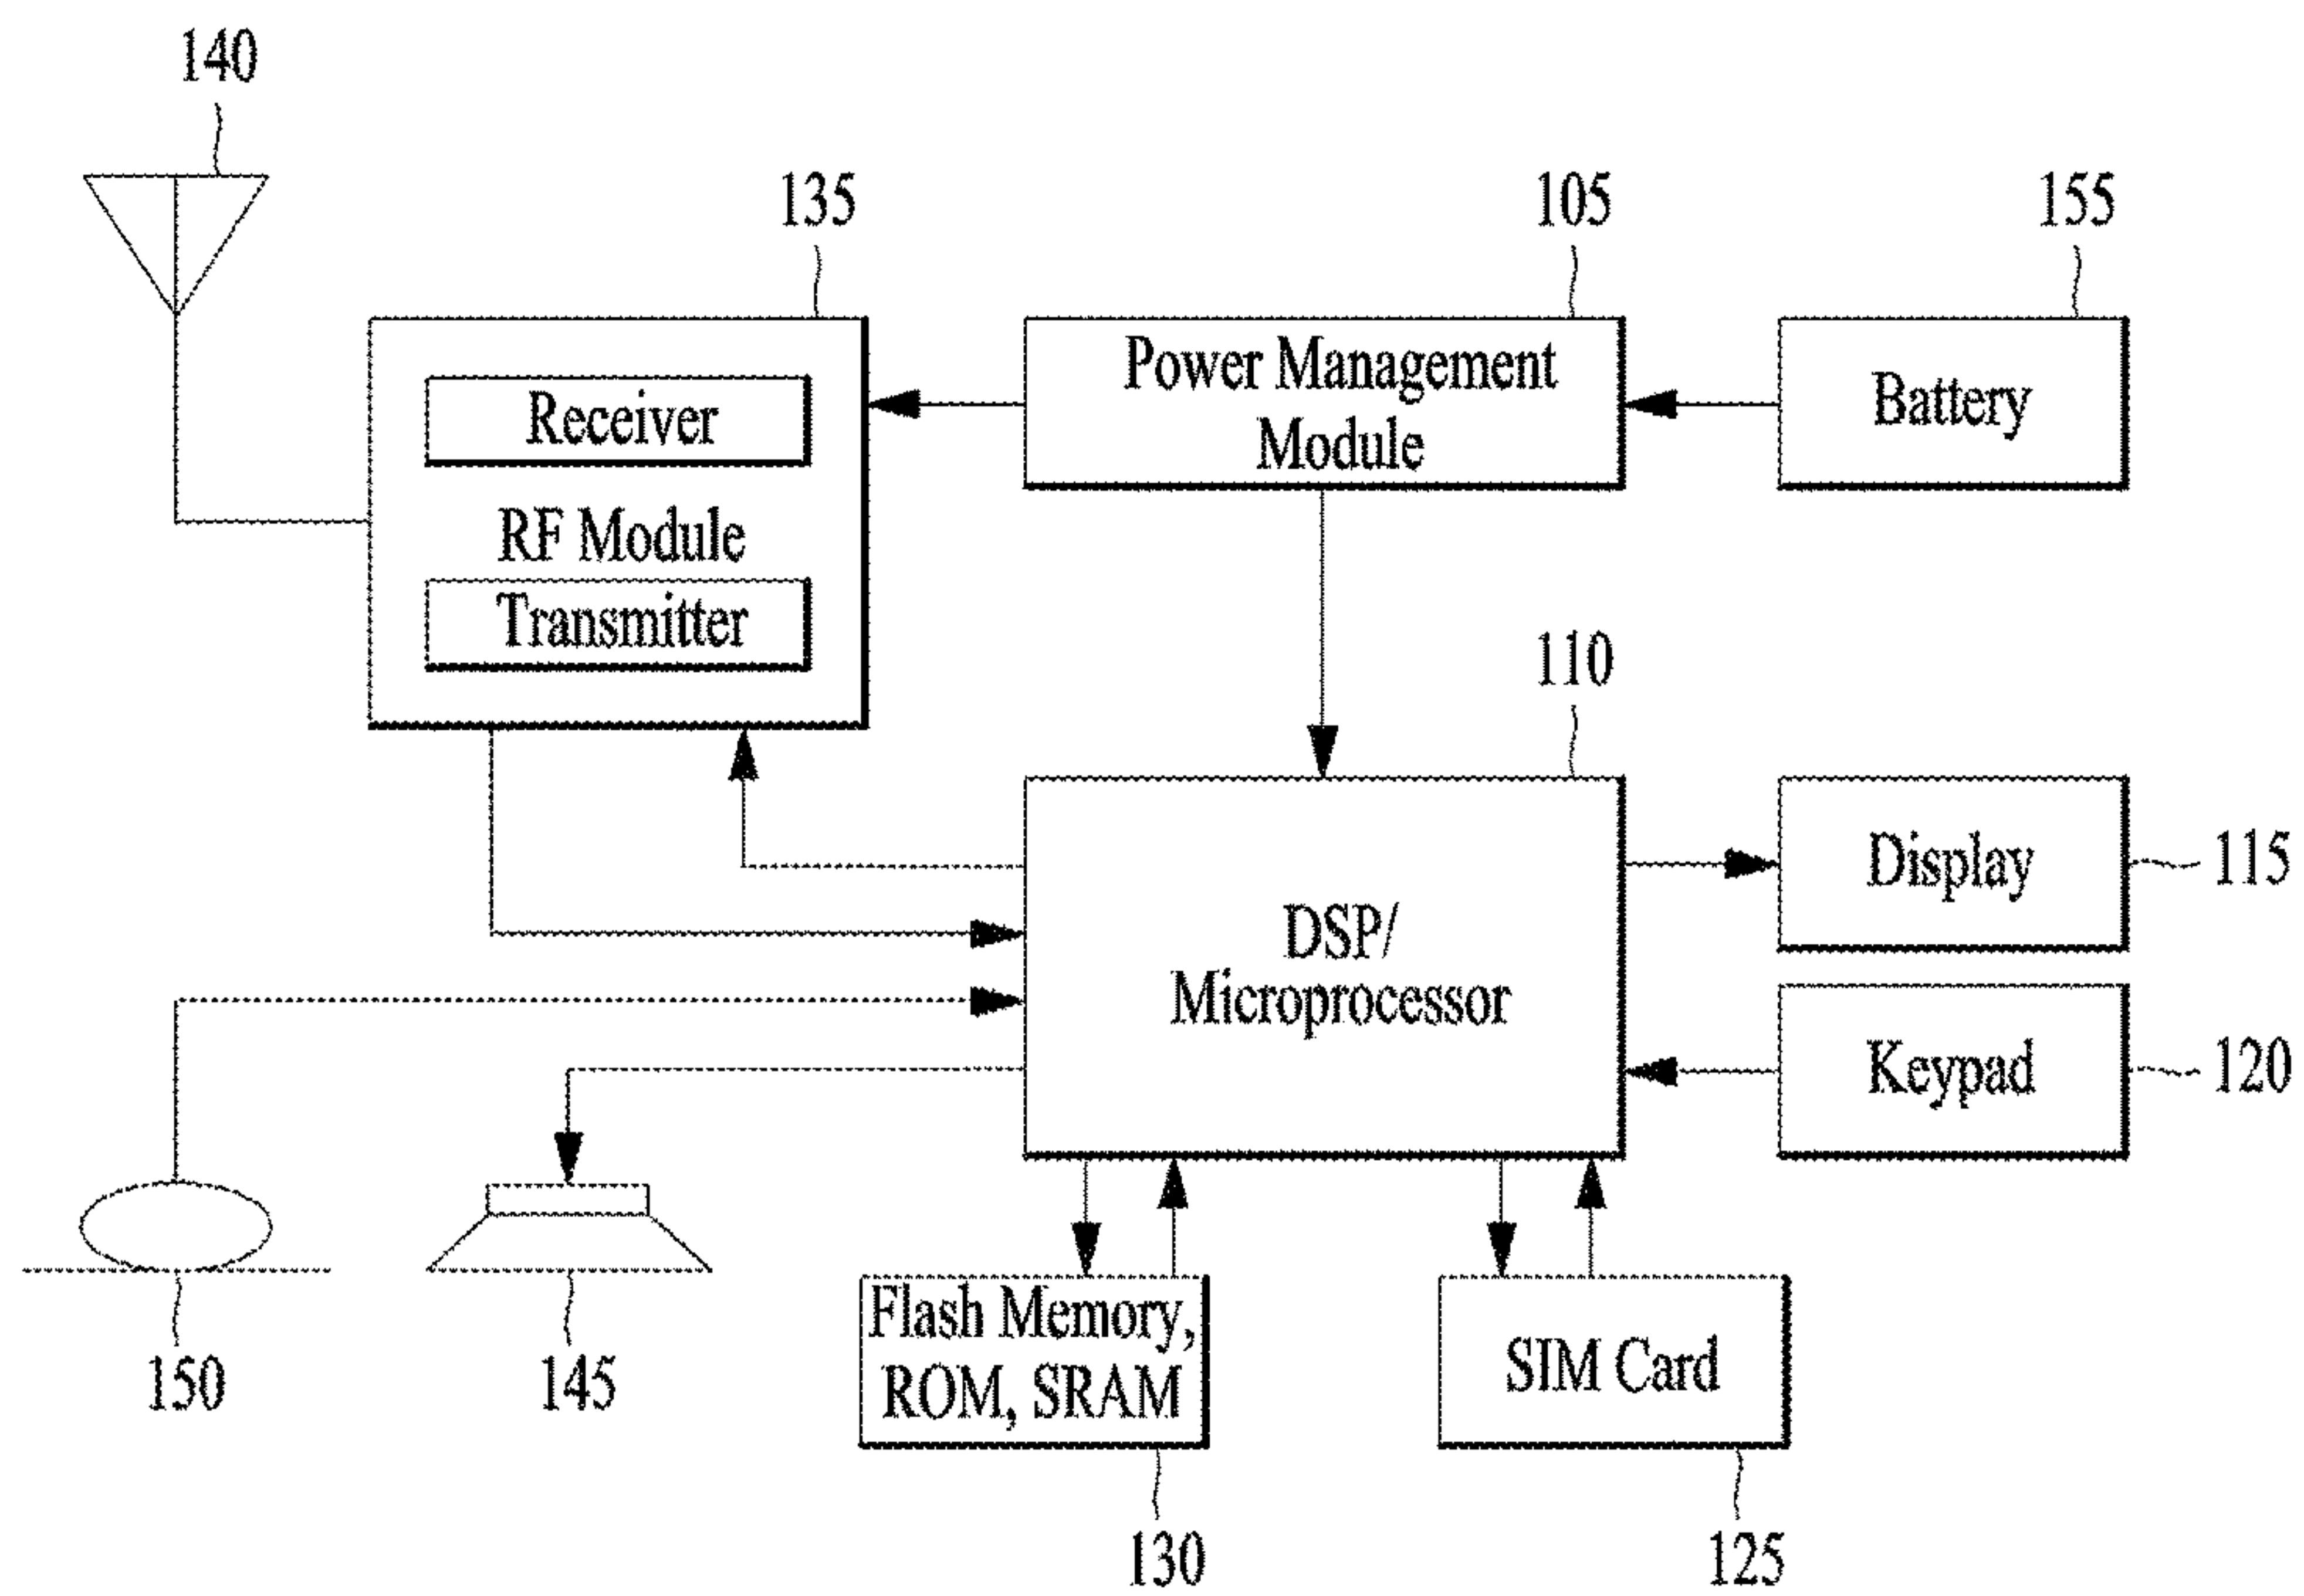 140
135
105
155
Receiver
RF Module
Transmitter
Power Management
Module
Battery
110
DSP/
Microprocessor
Display
115
Keypad
120
150
145
Flash Memory,
ROM, SRAM
SIM Card
130
125